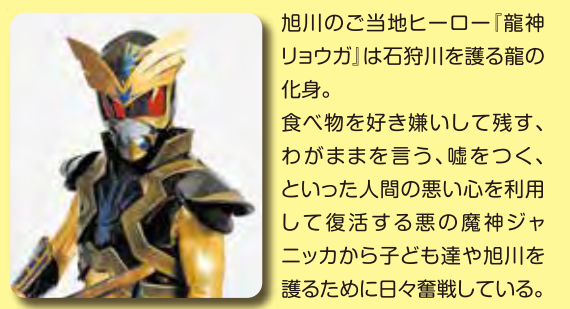 旭川のご当地ヒーロー『龍神
リョウガ』は石狩川を護る龍の
化身。
食べ物を好き嫌いして残す、
わがままを言う、嘘をつく、
といった人間の悪い心を利用
して復活する悪の魔神ジャ
ニッカから子ども達や旭川を
護るために日々奮戦している。